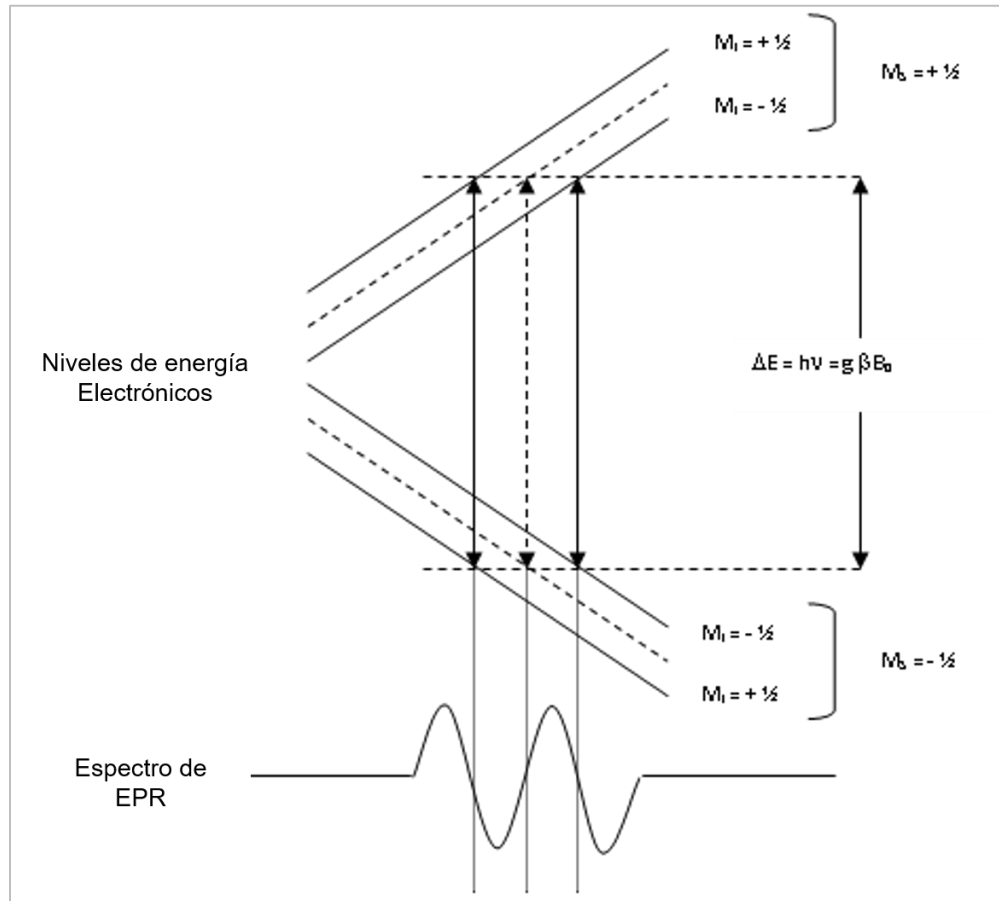 Mᵢ = + ½
Mₛ = + ½
Mᵢ = - ½
Niveles de energía
Electrónicos
ΔE = hν = g βB₀
Mᵢ = - ½
Mₛ = - ½
Mᵢ = + ½
Espectro de
EPR